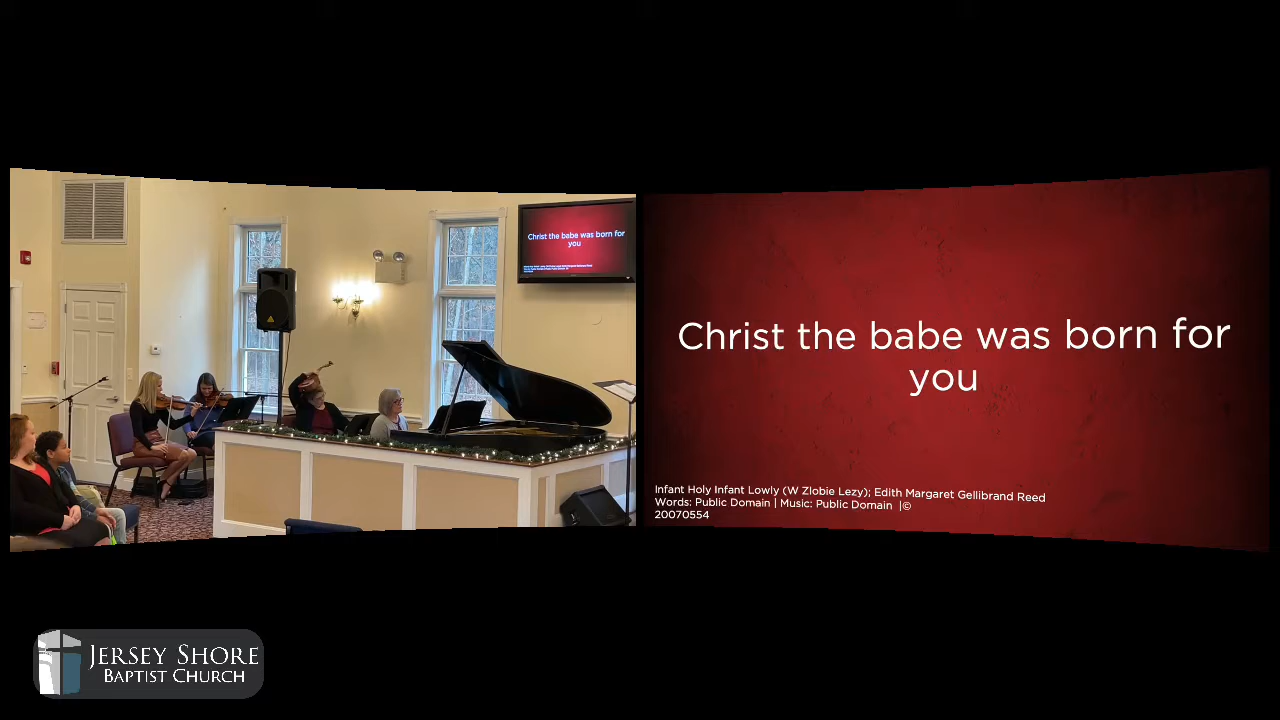 Christ the babe was born for
you
Christ the babe was born for
you
Infant Holy Infant Lowly (W Zlobie Lezy); Edith Margaret Gellibrand Reed
Words: Public Domain | Music: Public Domain |©
20070554
JERSEY SHORE
BAPTIST CHURCH